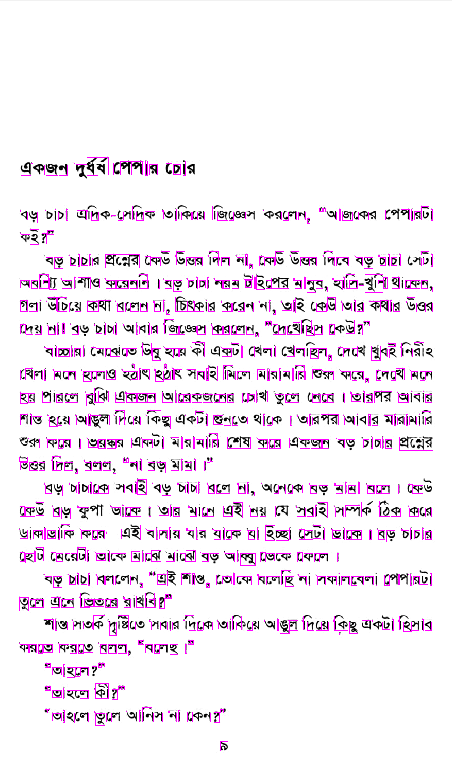 একজন দুর্ধর্ষ পেপার চোর
বড় চাচা এদিক-সেদিক তাকিয়ে জিজ্ঞেস করলেন, “আজকের পেপারটা
কই?”
বড় চাচার প্রশ্নের কেউ উত্তর দিল না, কেউ উত্তর দিবে বড় চাচা সেটা
অবশ্যি আশাও করেননি । বড় চাচা নরম টাইপের মানুষ, হাসি-খুশি থাকেন,
গলা উঁচিয়ে কথা বলেন না, চিৎকার করেন না, তাই কেউ তার কথার উত্তর
দেয় না। বড় চাচা আবার জিজ্ঞেস করলেন, “দেখেছিস কেউ?”
বাচ্চারা মেঝেতে উবু হয়ে কী একটা খেলা খেলছিল, দেখে খুবই নিরীহ
খেলা মনে হলেও হঠাৎ হঠাৎ সবাই মিলে মারামারি শুরু করে, দেখে মনে
হয় পারলে বুঝি একজন আরেকজনের চোখ তুলে নেবে । তারপর আবার
শান্ত হয়ে আঙুল দিয়ে কিছু একটা গুনতে থাকে । তারপর আবার মারামারি
শুরু করে । ভয়ঙ্কর একটা মারামারি শেষ করে একজন বড় চাচার প্রশ্নের
উত্তর দিল, বলল, “না বড় মামা ।”
বড় চাচাকে সবাই বড় চাচা বলে না, অনেকে বড় মামা বলে । কেউ
কেউ বড় ফুপা ডাকে । তার মানে এই নয় যে সবাই সম্পর্ক ঠিক করে
ডাকাডাকি করে এই বাসায় যার যাকে যা ইচ্ছা সেটা ডাকে । বড় চাচার
ছোট মেয়েটা তাকে মাঝে মাঝে বড় আব্বু ডেকে ফেলে ।
বড় চাচা বললেন, “এই শান্ত, তোকে বলেছি না সকালবেলা পেপারটা
তুলে এনে ভিতরে রাখবি?”
শান্ত সতর্ক দৃষ্টিতে সবার দিকে তাকিয়ে আঙুল দিয়ে কিছু একটা হিসাব
করতে করতে বলল, “বলেছ ।”
“তাহলে?”
“তাহলে কী?”
“তাহলে তুলে আনিস না কেন?”
৯